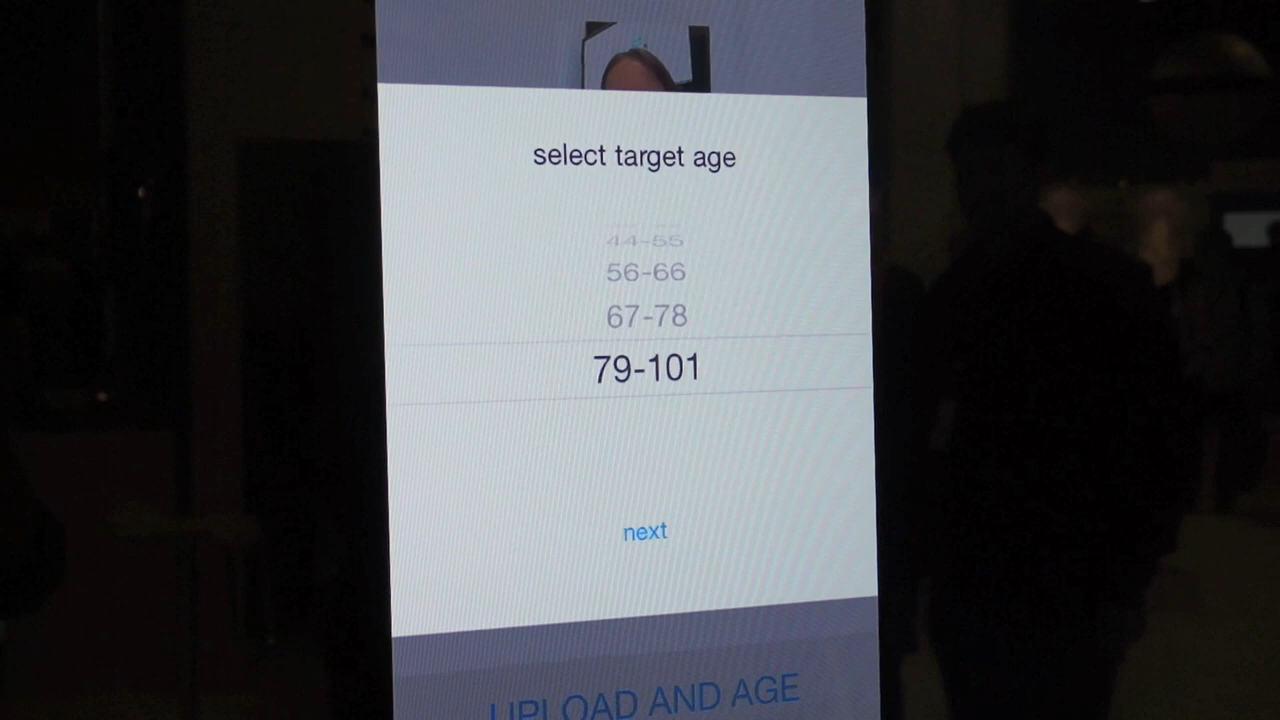 select target age
44-55
56-66
67-78
79-101
next
UPLOAD AND AGE